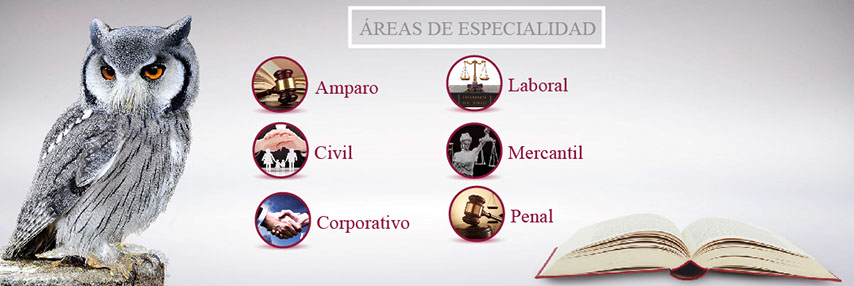 ÁREAS DE ESPECIALIDAD
Amparo
Laboral
Civil
Mercantil
Corporativo
Penal